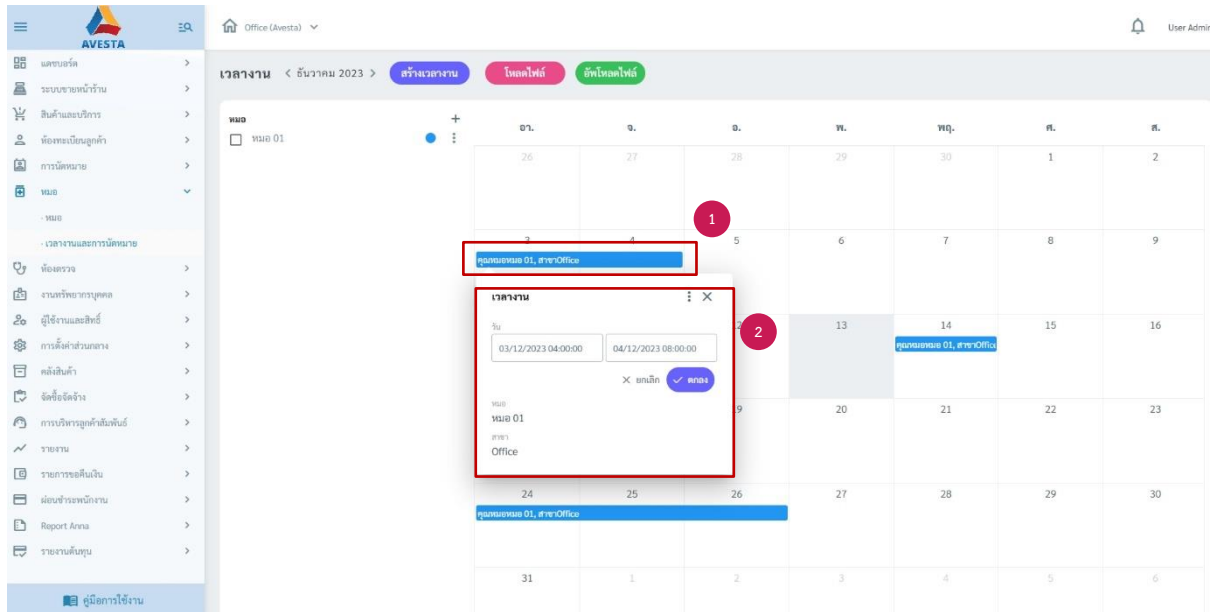 AVESTA
Office (Avesta)
User Admin
แดชบอร์ด
ระบบขายหน้าร้าน
สินค้าและบริการ
ห้องทะเบียนลูกค้า
การนัดหมาย
หมอ
- หมอ
- เวลางานและการนัดหมาย
ห้องตรวจ
งานทรัพยากรบุคคล
ผู้ใช้งานและสิทธิ์
การตั้งค่าส่วนกลาง
คลังสินค้า
จัดซื้อจัดจ้าง
การบริหารลูกค้าสัมพันธ์
รายงาน
รายการขอคืนเงิน
ผ่อนชำระพนักงาน
Report Anna
รายงานต้นทุน
คู่มือการใช้งาน
เวลางาน < ธันวาคม 2023 > สร้างเวลางาน โหลดไฟล์ อัทโหลดไฟล์
หมอ +
หมอ 01
อา. จ. อ. พ. พฤ. ศ. ส.
26 27 28 29 30 1 2
1
3 4 5 6 7 8 9
คุณหมอหมอ 01, สาขาOffice
13 14 15 16
คุณหมอหมอ 01, สาขาOffice
2
เวลางาน
วัน
03/12/2023 04:00:00 04/12/2023 08:00:00
ยกเลิก ตกลง
หมอ
หมอ 01
สาขา
Office
20 21 22 23
24 25 26 27 28 29 30
คุณหมอหมอ 01, สาขาOffice
31 1 2 3 4 5 6